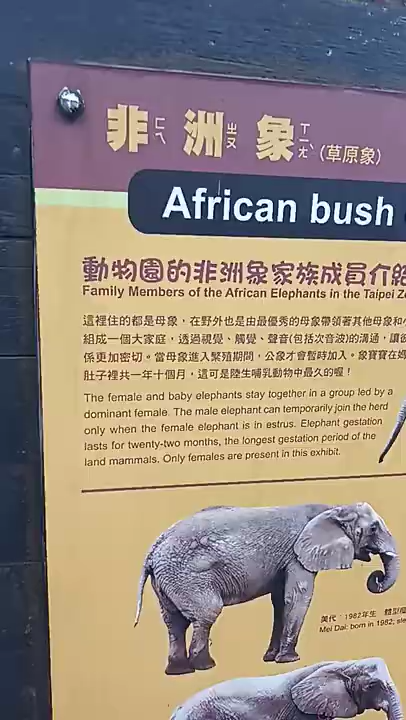 非洲象(草原象)
ㄈㄟ ㄓㄡ ㄒㄧㄤˋ
African bush
動物園的非洲象家族成員介紹
Family Members of the African Elephants in the Taipei Zo
這裡住的都是母象,在野外也是由最優秀的母象帶領著其他母象和小
組成一個大家庭,透過視覺、觸覺、聲音(包括次音波)的溝通,讓彼
係更加密切。當母象進入繁殖期間,公象才會暫時加入。象寶寶在媽
肚子裡共一年十個月,這可是陸生哺乳動物中最久的喔!
The female and baby elephants stay together in a group led by a
dominant female. The male elephant can temporarily join the herd
only when the female elephant is in estrus. Elephant gestation
lasts for twenty-two months, the longest gestation period of the
land mammals. Only females are present in this exhibit.
美代:1982年生 體型
Mei Dai: born in 1982; sle